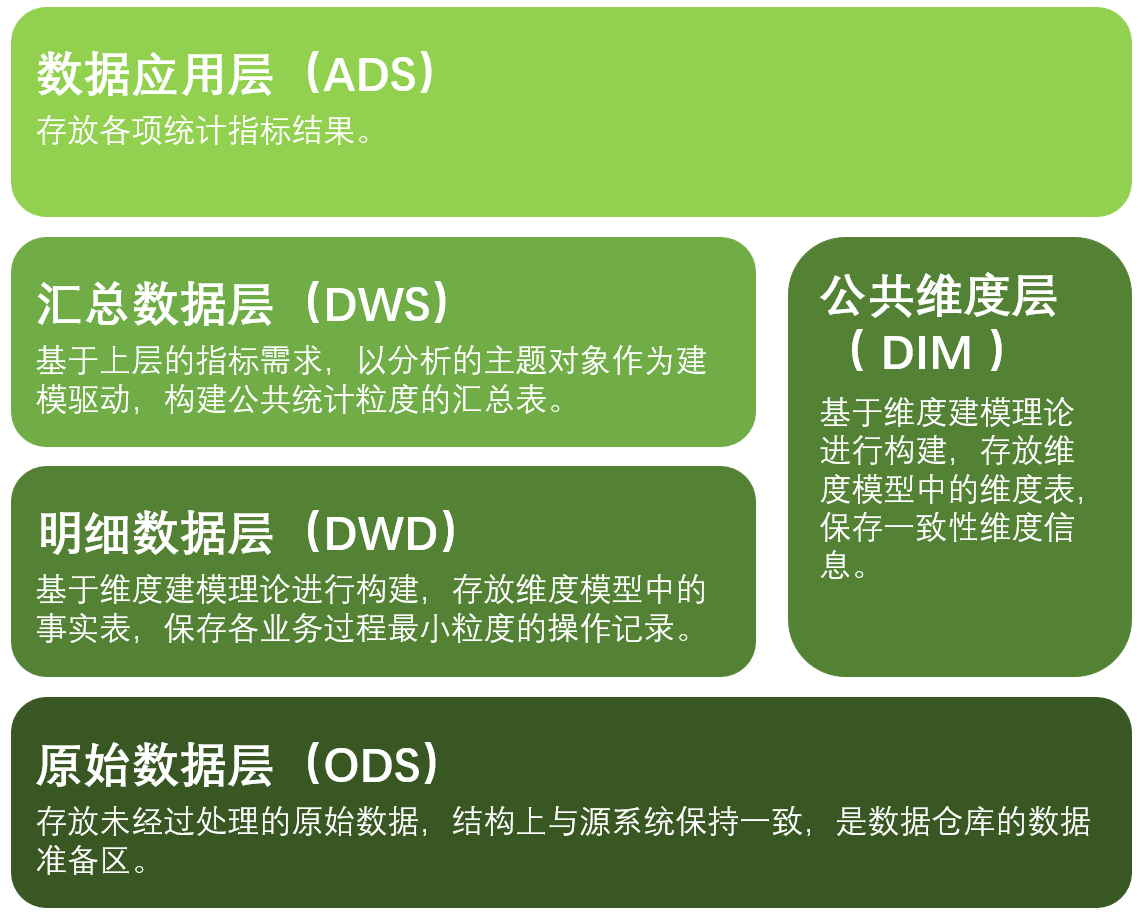 数据应用层（ADS）
存放各项统计指标结果。
汇总数据层（DWS）
基于上层的指标需求，以分析的主题对象作为建
模驱动，构建公共统计粒度的汇总表。
公共维度层
（ DIM ）
基于维度建模理论
进行构建，存放维
度模型中的维度表，
保存一致性维度信
息。
明细数据层（DWD）
基于维度建模理论进行构建，存放维度模型中的
事实表，保存各业务过程最小粒度的操作记录。
原始数据层（ODS）
存放未经过处理的原始数据，结构上与源系统保持一致，是数据仓库的数据
准备区。